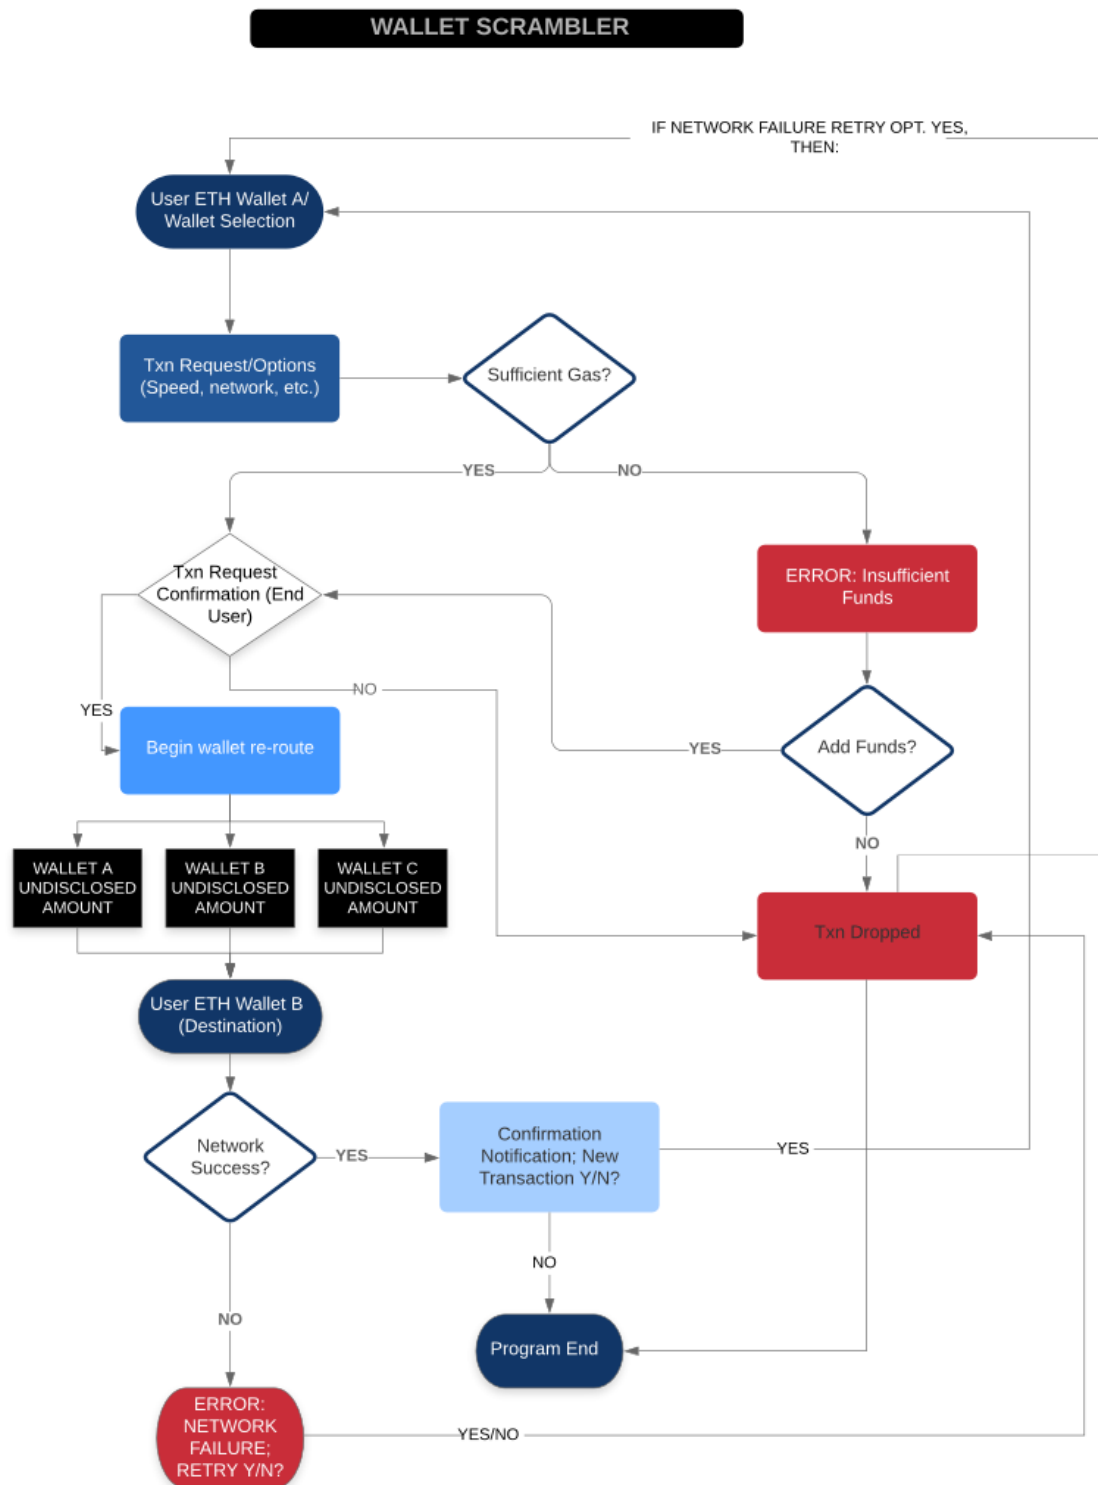 WALLET SCRAMBLER
IF NETWORK FAILURE RETRY OPT. YES,
THEN:
User ETH Wallet A/
Wallet Selection
Txn Request/Options
(Speed, network, etc.)
Sufficient Gas?
YES
NO
Txn Request
Confirmation (End
User)
ERROR: Insufficient
Funds
NO
YES
Begin wallet re-route
YES
Add Funds?
NO
WALLET A
UNDISCLOSED
AMOUNT
WALLET B
UNDISCLOSED
AMOUNT
WALLET C
UNDISCLOSED
AMOUNT
Txn Dropped
User ETH Wallet B
(Destination)
Network
Success?
YES
Confirmation
Notification; New
Transaction Y/N?
YES
NO
NO
Program End
ERROR:
NETWORK
FAILURE;
RETRY Y/N?
YES/NO